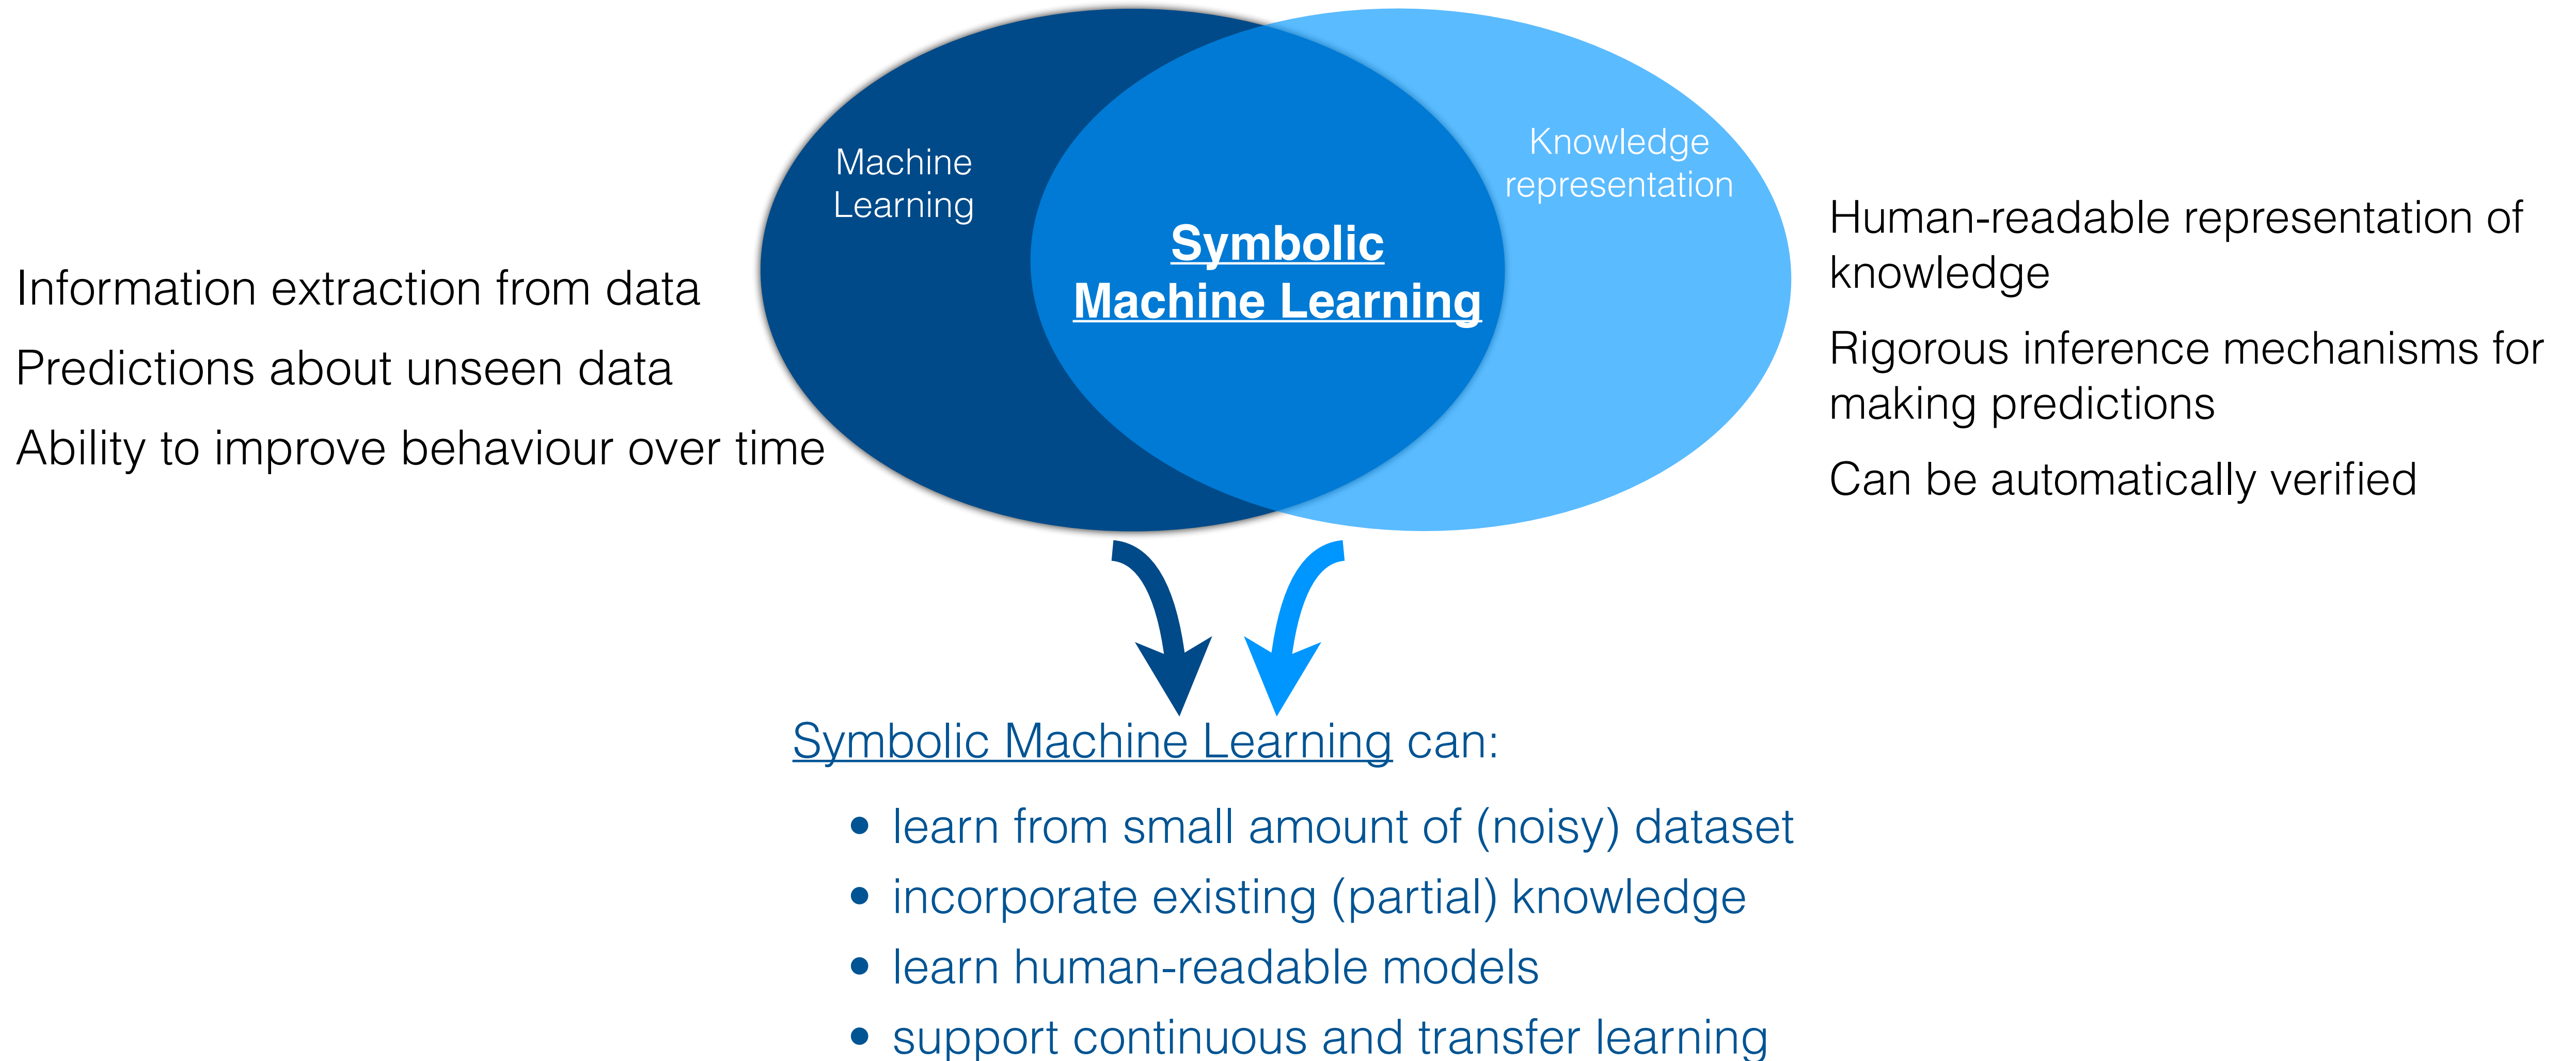 Machine
Learning
Knowledge
representation
Symbolic
Machine Learning
Information extraction from data
Predictions about unseen data
Ability to improve behaviour over time
Human-readable representation of
knowledge
Rigorous inference mechanisms for
making predictions
Can be automatically verified
Symbolic Machine Learning can:
• learn from small amount of (noisy) dataset
• incorporate existing (partial) knowledge
• learn human-readable models
• support continuous and transfer learning